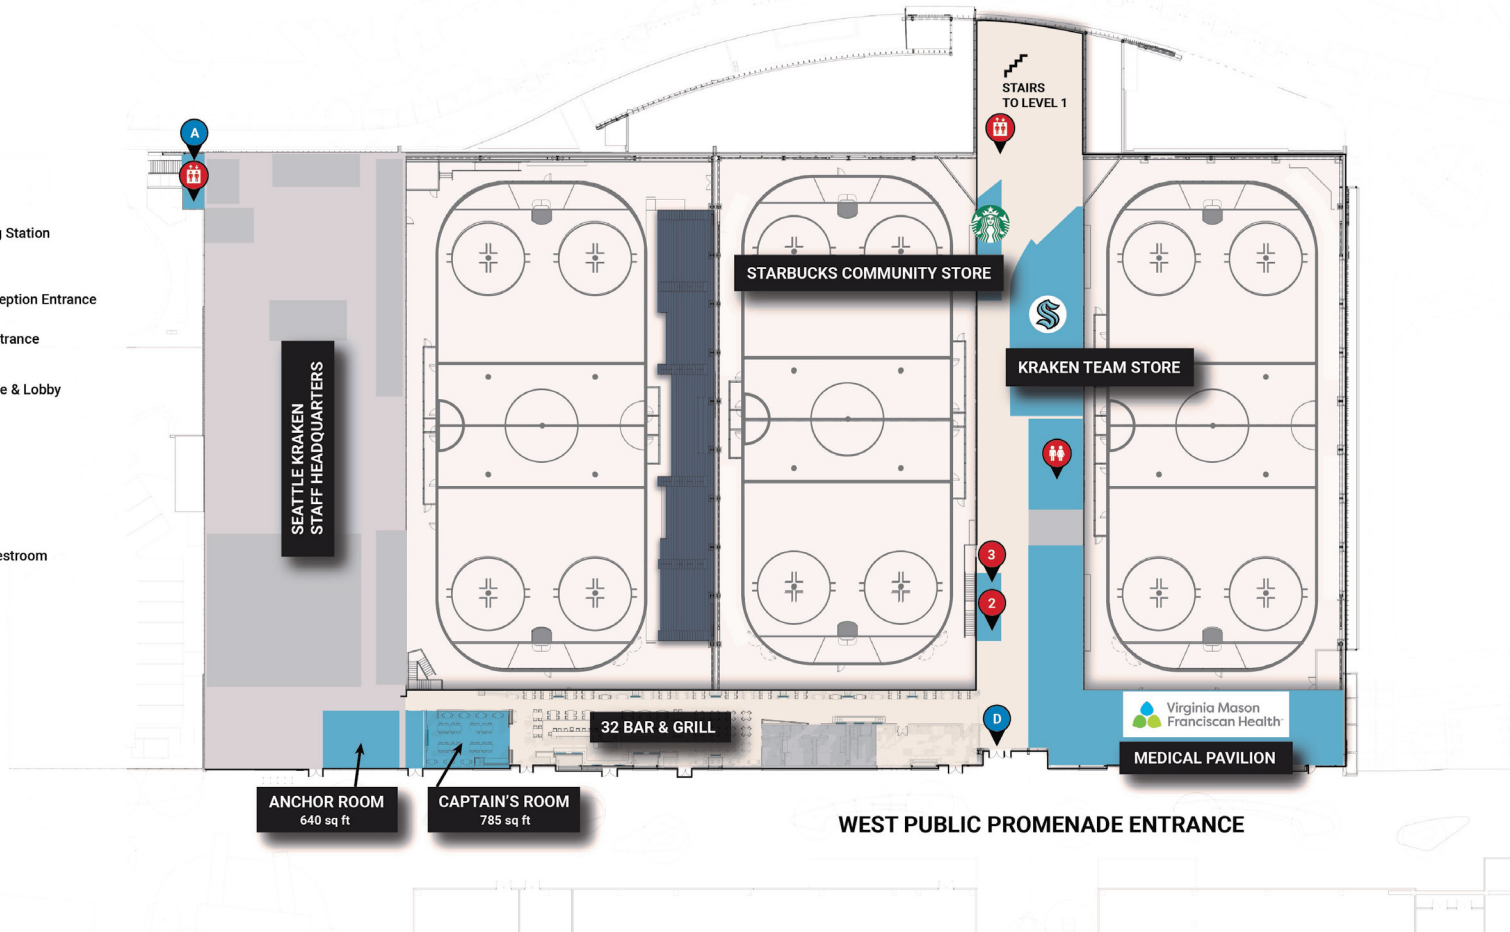 STAIRS
TO LEVEL 1
A
g Station
eption Entrance
trance
e & Lobby
estroom
STARBUCKS COMMUNITY STORE
KRAKEN TEAM STORE
SEATTLE KRAKEN
STAFF HEADQUARTERS
3
2
D
32 BAR & GRILL
Virginia Mason
Franciscan Health
MEDICAL PAVILION
ANCHOR ROOM
640 sq ft
CAPTAIN'S ROOM
785 sq ft
WEST PUBLIC PROMENADE ENTRANCE